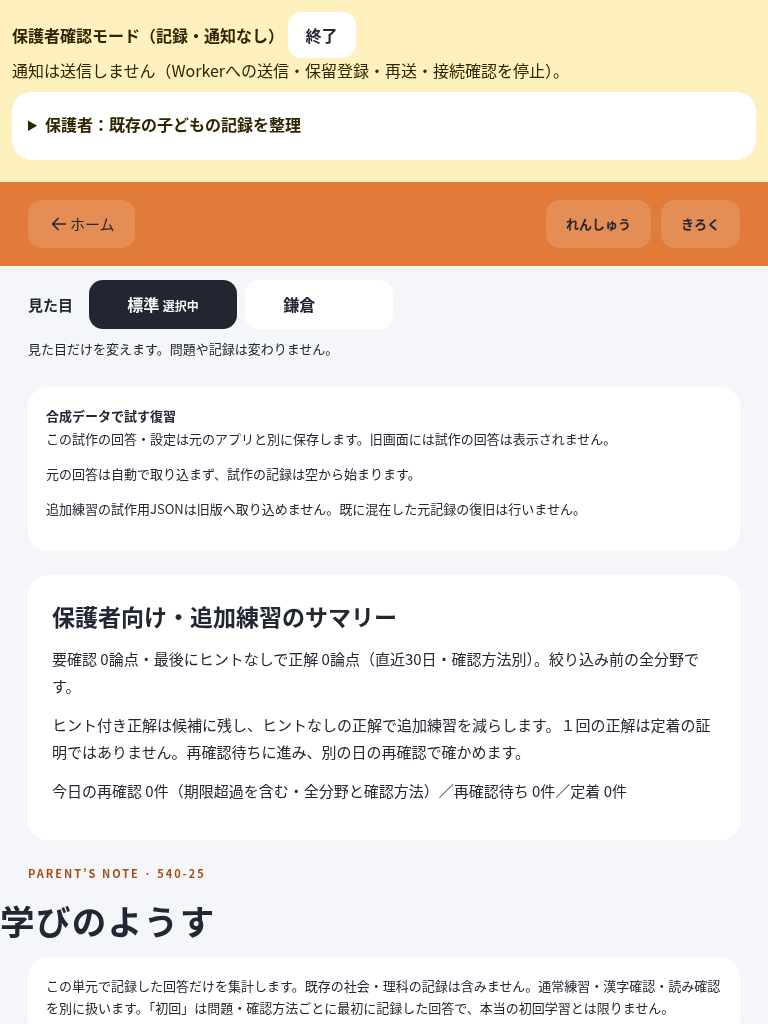 保護者確認モード（記録・通知なし） 終了
通知は送信しません（Workerへの送信・保留登録・再送・接続確認を停止）。
▶ 保護者：既存の子どもの記録を整理
← ホーム れんしゅう きろく
見た目 標準 選択中 鎌倉
見た目だけを変えます。問題や記録は変わりません。
合成データで試す復習
この試作の回答・設定は元のアプリと別に保存します。旧画面には試作の回答は表示されません。
元の回答は自動で取り込まず、試作の記録は空から始まります。
追加練習の試作用JSONは旧版へ取り込めません。既に混在した元記録の復旧は行いません。
保護者向け・追加練習のサマリー
要確認 0論点・最後にヒントなしで正解 0論点（直近30日・確認方法別）。絞り込み前の全分野で
す。
ヒント付き正解は候補に残し、ヒントなしの正解で追加練習を減らします。１回の正解は定着の証
明ではありません。再確認待ちに進み、別の日の再確認で確かめます。
今日の再確認 0件（期限超過を含む・全分野と確認方法）／再確認待ち 0件／定着 0件
PARENT’S NOTE · 540-25
学びのようす
この単元で記録した回答だけを集計します。既存の社会・理科の記録は含みません。通常練習・漢字確認・読み確認
を別に扱います。「初回」は問題・確認方法ごとに最初に記録した回答で、本当の初回学習とは限りません。